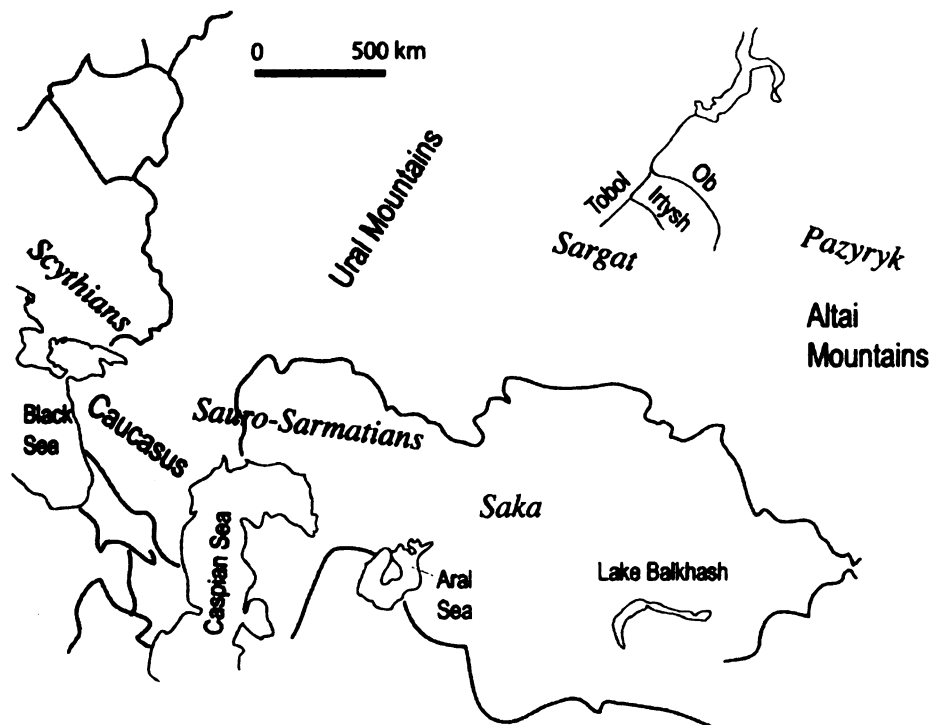 0 500 km
Ural Mountains
Tobol
Irtysh
Ob
Sargat
Pazyryk
Scythians
Altai
Mountains
Black
Sea
Caucasus
Sauro-Sarmatians
Saka
Caspian Sea
Aral
Sea
Lake Balkhash